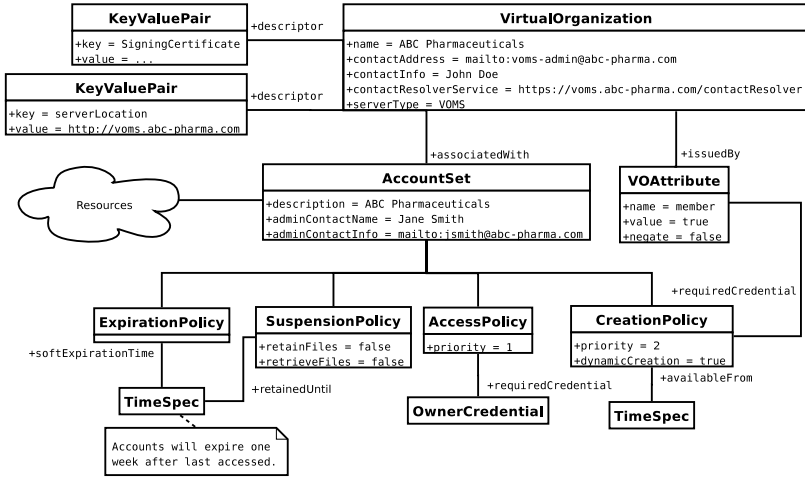 KeyValuePair
+key = SigningCertificate
+value = ...
+descriptor
VirtualOrganization
+name = ABC Pharmaceuticals
+contactAddress = mailto:voms-admin@abc-pharma.com
+contactInfo = John Doe
+contactResolverService = https://voms.abc-pharma.com/contactResolver
+serverType = VOMS
KeyValuePair
+key = serverLocation
+value = http://voms.abc-pharma.com
+descriptor
+associatedWith
+issuedBy
Resources
AccountSet
+description = ABC Pharmaceuticals
+adminContactName = Jane Smith
+adminContactInfo = mailto:jsmith@abc-pharma.com
VOAttribute
+name = member
+value = true
+negate = false
+requiredCredential
ExpirationPolicy
SuspensionPolicy
+retainFiles = false
+retrieveFiles = false
AccessPolicy
+priority = 1
CreationPolicy
+priority = 2
+dynamicCreation = true
+softExpirationTime
+retainedUntil
+requiredCredential
+availableFrom
TimeSpec
OwnerCredential
TimeSpec
Accounts will expire one
week after last accessed.